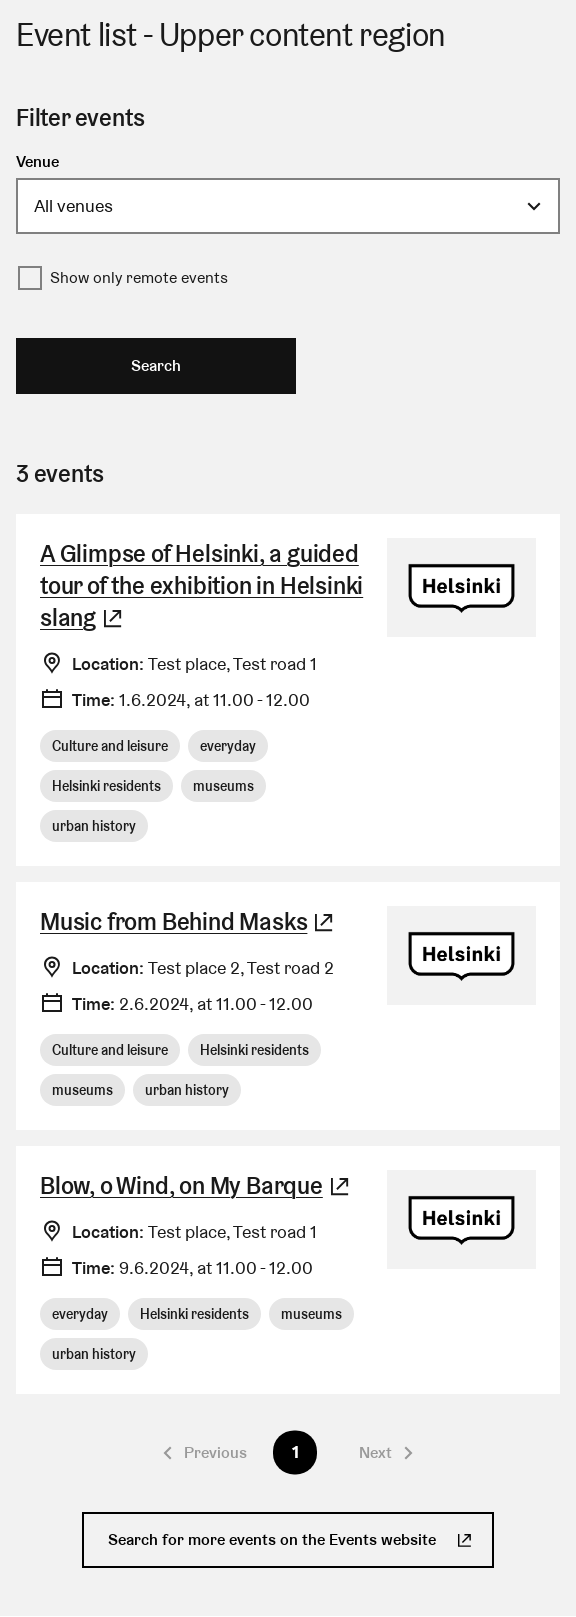 Event list - Upper content region
Filter events
Venue
All venues
Show only remote events
Search
3 events
A Glimpse of Helsinki, a guided
tour of the exhibition in Helsinki
slang
Helsinki
Location: Test place, Test road 1
Time: 1.6.2024, at 11.00 - 12.00
Culture and leisure everyday
Helsinki residents museums
urban history
Music from Behind Masks
Helsinki
Location: Test place 2, Test road 2
Time: 2.6.2024, at 11.00 - 12.00
Culture and leisure Helsinki residents
museums urban history
Blow, o Wind, on My Barque
Helsinki
Location: Test place, Test road 1
Time: 9.6.2024, at 11.00 - 12.00
everyday Helsinki residents museums
urban history
Previous 1 Next
Search for more events on the Events website